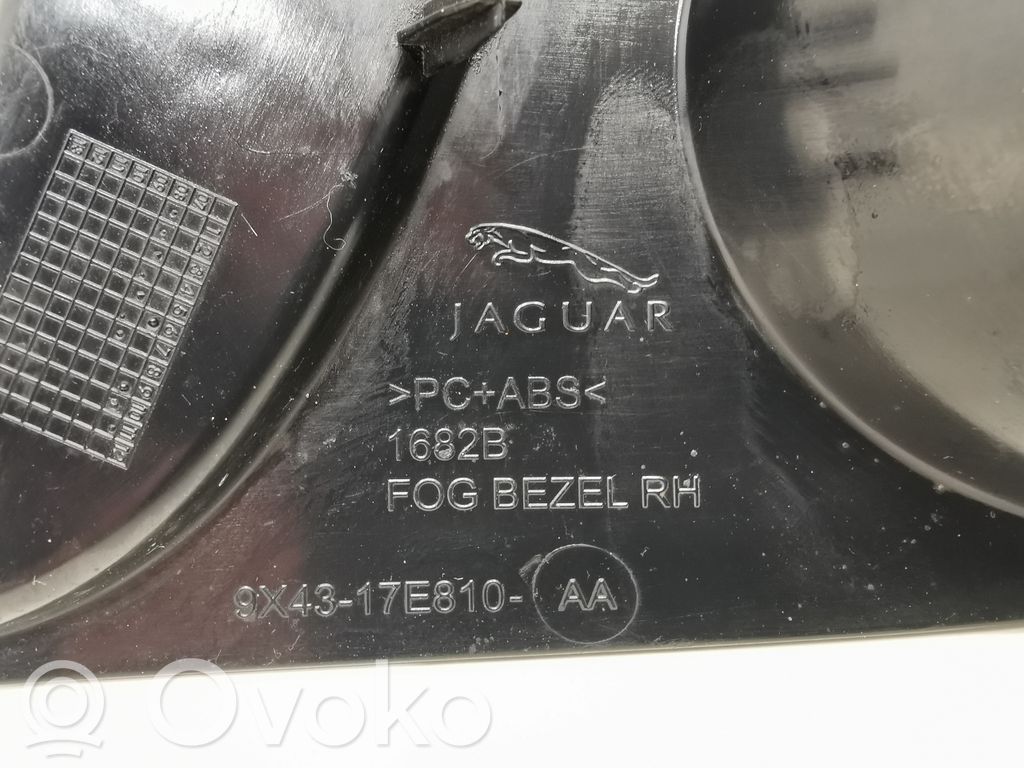 JAGUAR
>PC+ABS<
1682B
FOG BEZEL RH
9X43-17E810- AA
Ovoko